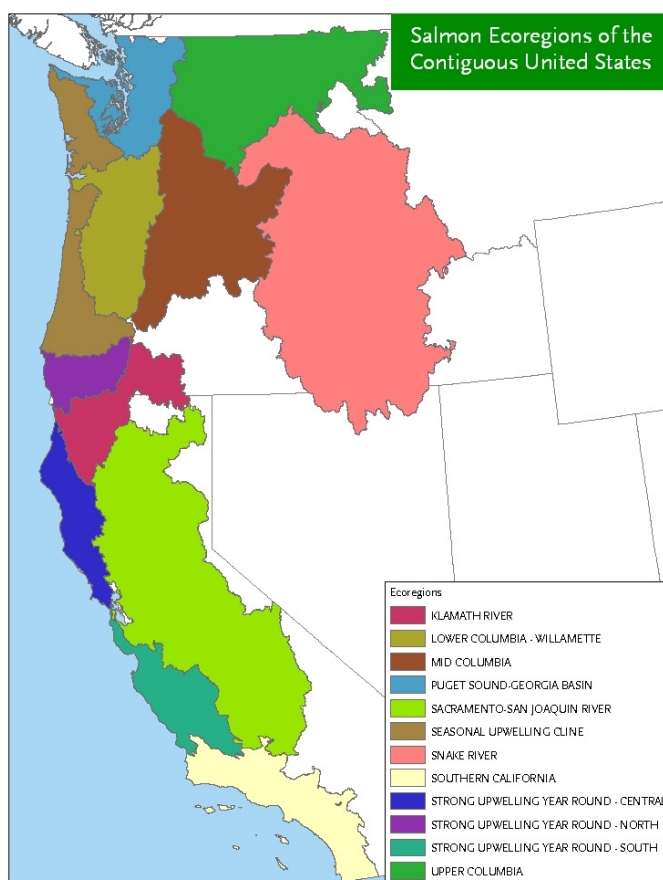 Salmon Ecoregions of the
Contiguous United States
Ecoregions
KLAMATH RIVER
LOWER COLUMBIA - WILLAMETTE
MID COLUMBIA
PUGET SOUND-GEORGIA BASIN
SACRAMENTO-SAN JOAQUIN RIVER
SEASONAL UPWELLING CLINE
SNAKE RIVER
SOUTHERN CALIFORNIA
STRONG UPWELLING YEAR ROUND - CENTRAL
STRONG UPWELLING YEAR ROUND - NORTH
STRONG UPWELLING YEAR ROUND - SOUTH
UPPER COLUMBIA